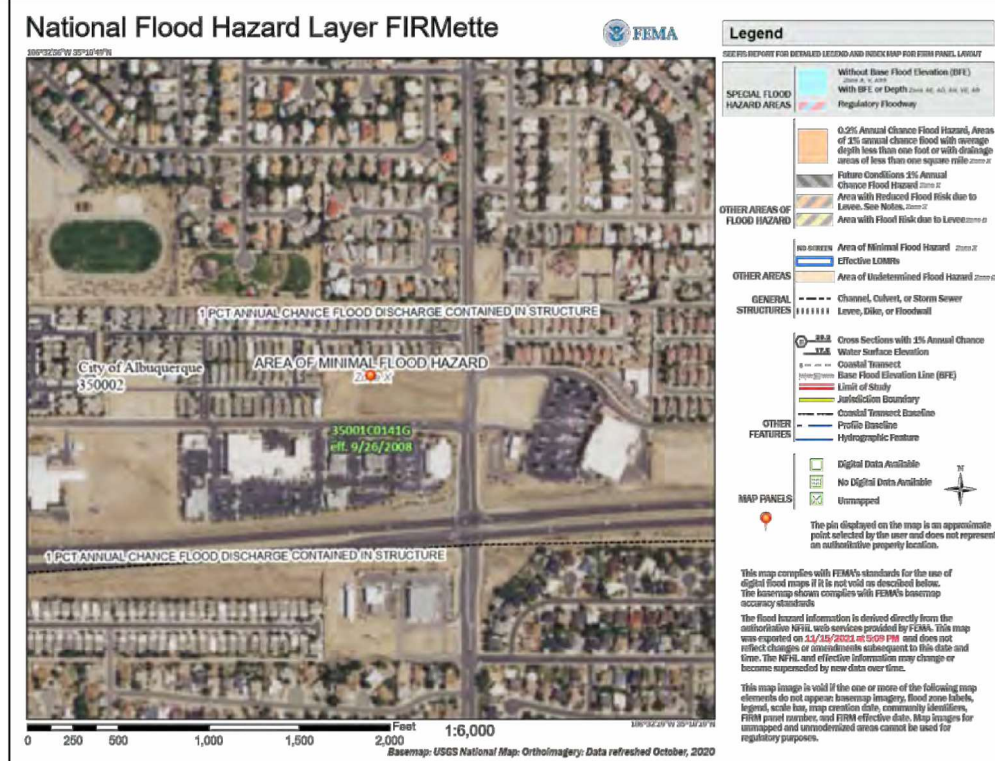 National Flood Hazard Layer FIRMette
FEMA
Legend
SEE FIS REPORT FOR DETAILED LEGEND AND INDEX MAP FOR FIRM PANEL LAYOUT
SPECIAL FLOOD
HAZARD AREAS
Without Base Flood Elevation (BFE)
With BFE or Depth
Regulatory Floodway
OTHER AREAS OF
FLOOD HAZARD
0.2% Annual Chance Flood Hazard, Areas
of 1% annual chance flood with average
depth less than one foot or with drainage
areas of less than one square mile Zone X
Future Conditions 1% Annual
Chance Flood Hazard Zone X
Area with Reduced Flood Risk due to
Levee. See Notes. Zone X
Area with Flood Risk due to Levee Zone D
OTHER AREAS
NO SCREEN Area of Minimal Flood Hazard Zone X
Effective LOMRs
Area of Undetermined Flood Hazard Zone D
GENERAL
STRUCTURES
Channel, Culvert, or Storm Sewer
Levee, Dike, or Floodwall
OTHER
FEATURES
Cross Sections with 1% Annual Chance
Water Surface Elevation
Coastal Transect
Base Flood Elevation Line (BFE)
Limit of Study
Jurisdiction Boundary
Coastal Transect Baseline
Profile Baseline
Hydrographic Feature
MAP PANELS
Digital Data Available
No Digital Data Available
Unmapped
N
The pin displayed on the map is an approximate
point selected by the user and does not represent
an authoritative property location.
This map complies with FEMA's standards for the use of
digital flood maps if it is not void as described below.
The basemap shown complies with FEMA's basemap
accuracy standards
The flood hazard information is derived directly from the
authoritative NFHL web services provided by FEMA. This map
was exported on 11/15/2021 at 5:09 PM and does not
reflect changes or amendments subsequent to this date and
time. The NFHL and effective information may change or
become superseded by new data over time.
This map image is void if the one or more of the following map
elements do not appear: basemap imagery, flood zone labels,
legend, scale bar, map creation date, community identifiers,
FIRM panel number, and FIRM effective date. Map images for
unmapped and unmodernized areas cannot be used for
regulatory purposes.
1 PCT ANNUAL CHANCE FLOOD DISCHARGE CONTAINED IN STRUCTURE
City of Albuquerque
350002
AREA OF MINIMAL FLOOD HAZARD
Zone X
35001C0141G
eff. 9/26/2008
1 PCT ANNUAL CHANCE FLOOD DISCHARGE CONTAINED IN STRUCTURE
Feet
1:6,000
0 250 500 1,000 1,500 2,000
Basemap: USGS National Map: Orthoimagery: Data refreshed October, 2020